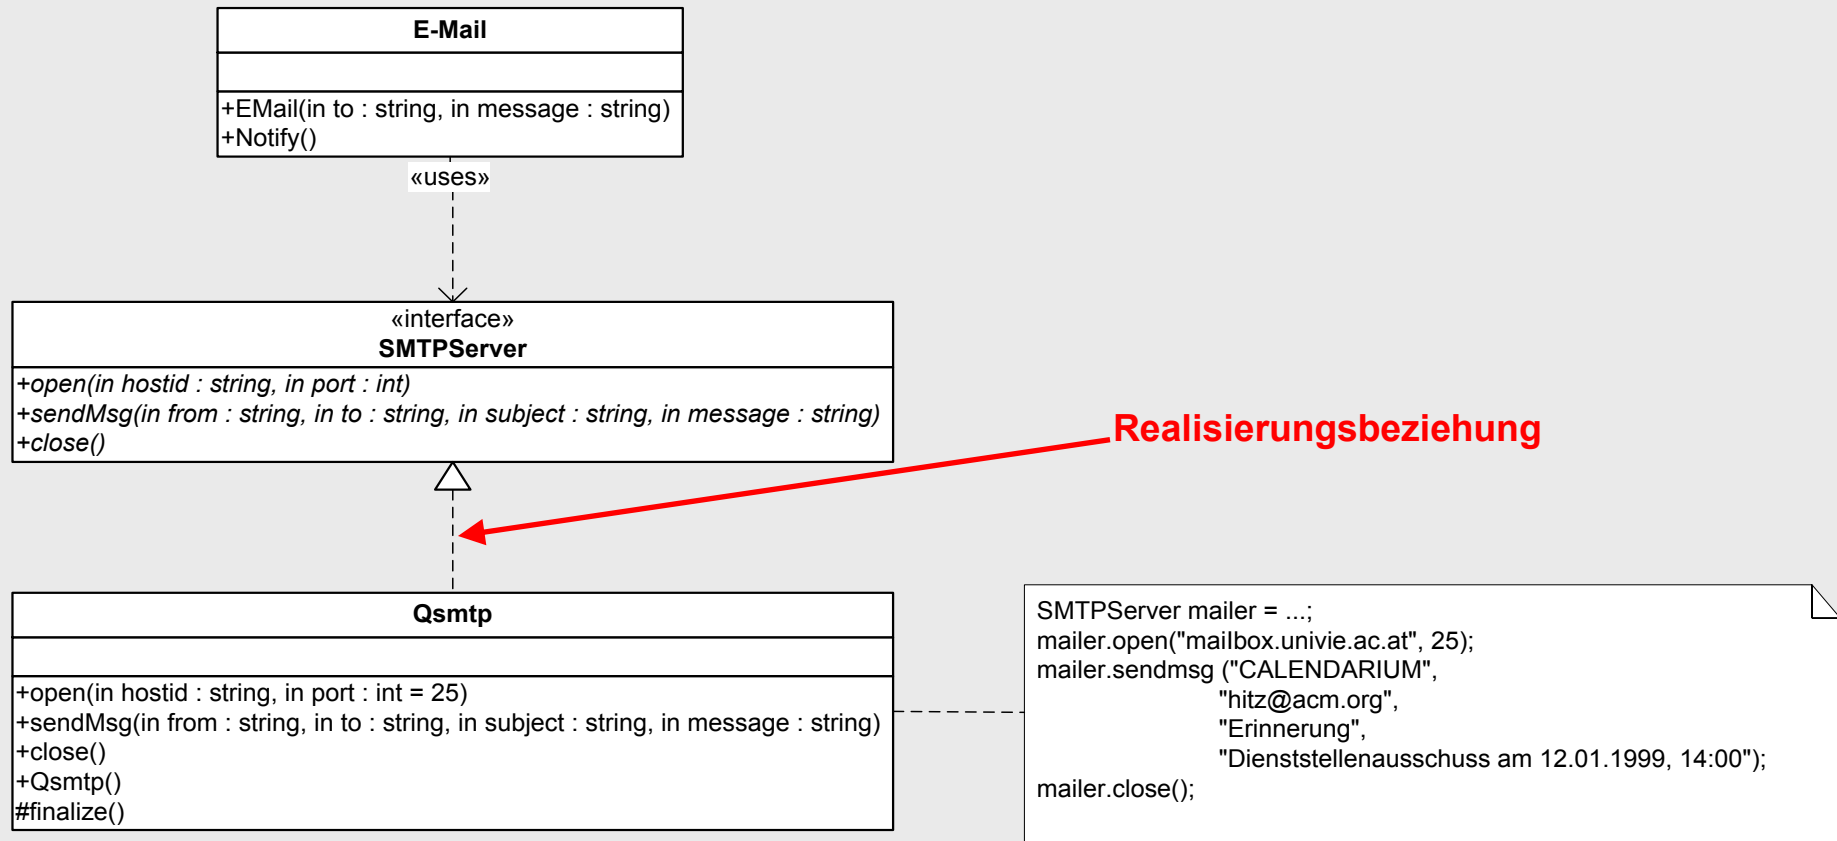 E-Mail
+EMail(in to : string, in message : string)
+Notify()
«uses»
«interface»
SMTPServer
+open(in hostid : string, in port : int)
+sendMsg(in from : string, in to : string, in subject : string, in message : string)
+close()
Realisierungsbeziehung
Qsmtp
+open(in hostid : string, in port : int = 25)
+sendMsg(in from : string, in to : string, in subject : string, in message : string)
+close()
+Qsmtp()
#finalize()
SMTPServer mailer = ...;
mailer.open("mailbox.univie.ac.at", 25);
mailer.sendmsg ("CALENDARIUM",
"hitz@acm.org",
"Erinnerung",
"Dienststellenausschuss am 12.01.1999, 14:00");
mailer.close();